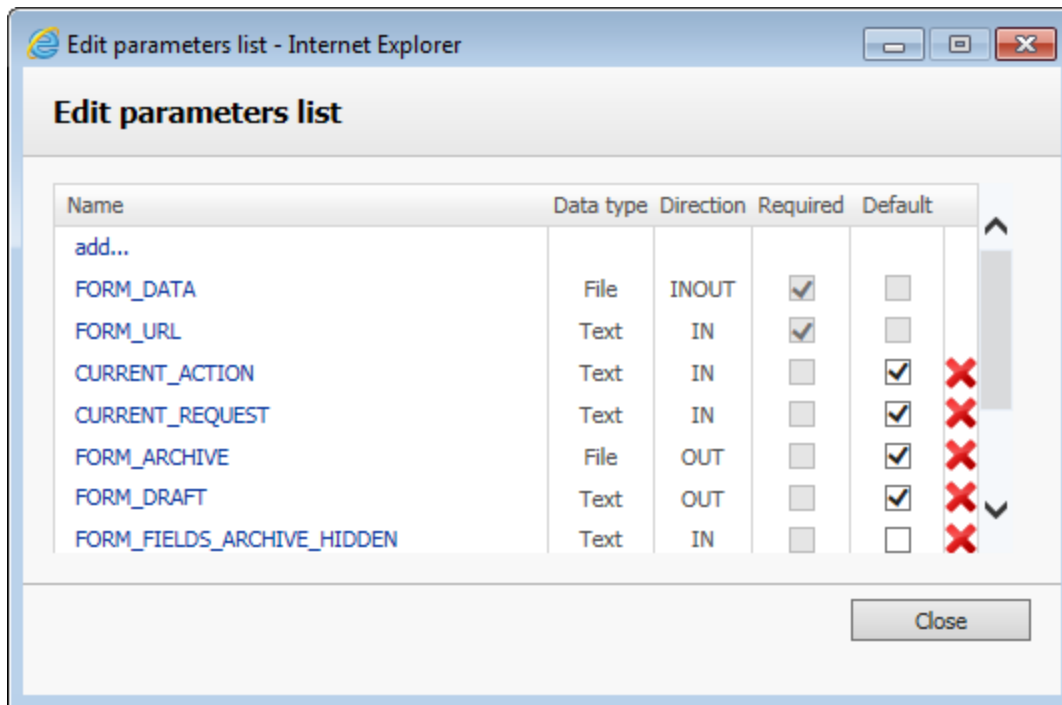 Edit parameters list - Internet Explorer
Edit parameters list
Name Data type Direction Required Default
add...
FORM_DATA File INOUT
FORM_URL Text IN
CURRENT_ACTION Text IN
CURRENT_REQUEST Text IN
FORM_ARCHIVE File OUT
FORM_DRAFT Text OUT
FORM_FIELDS_ARCHIVE_HIDDEN Text IN
Close